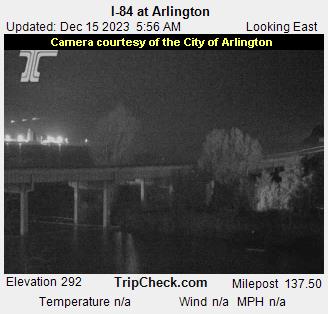 I-84 at Arlington
Updated: Dec 15 2023 5:56 AM Looking East
Camera courtesy of the City of Arlington
Elevation 292 TripCheck.com Milepost 137.50
Temperature n/a Wind n/a MPH n/a